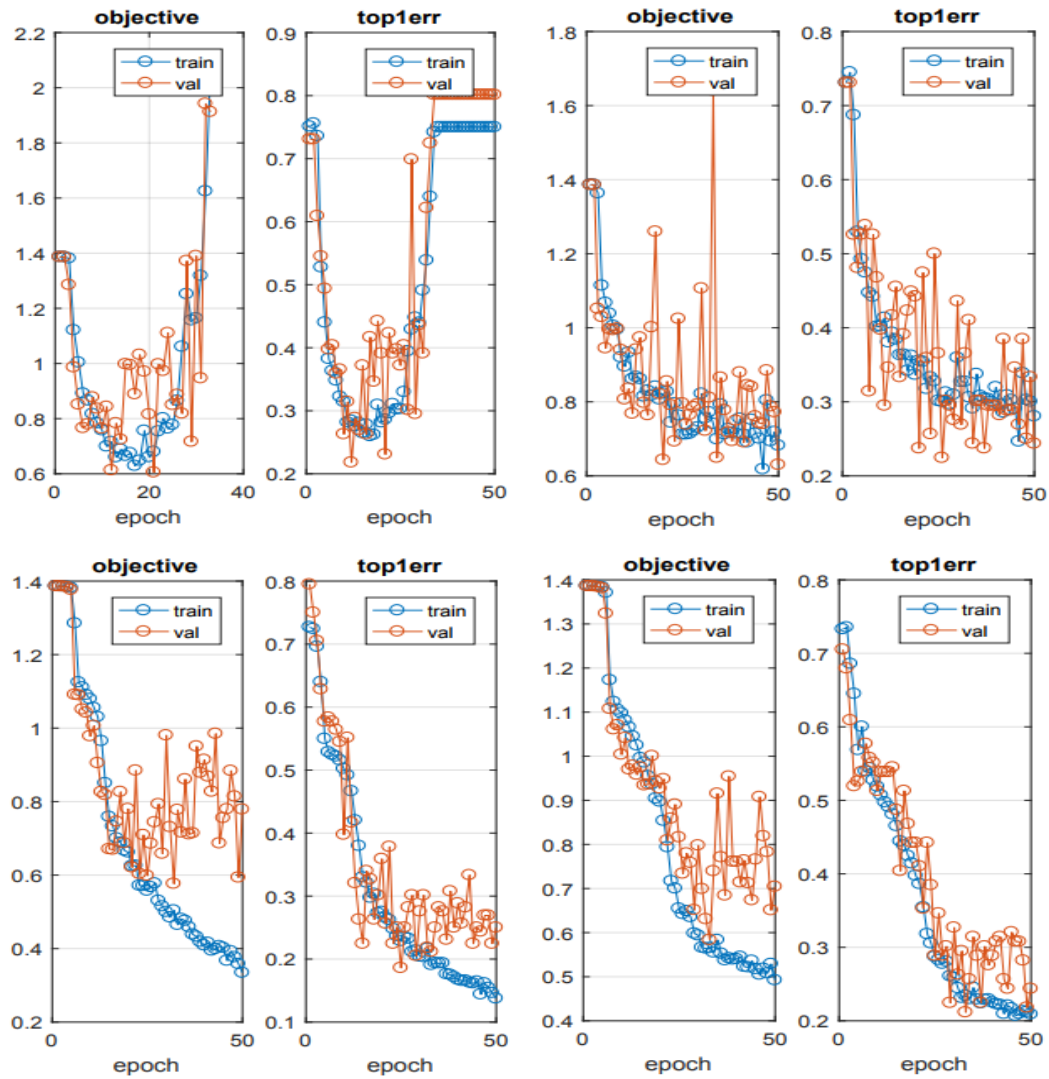 objective
train
val
2.2
2
1.8
1.6
1.4
1.2
1
0.8
0.6
0 20 40
epoch
top1err
train
val
0.9
0.8
0.7
0.6
0.5
0.4
0.3
0.2
0 50
epoch
objective
train
val
1.8
1.6
1.4
1.2
1
0.8
0.6
0 50
epoch
top1err
train
val
0.8
0.7
0.6
0.5
0.4
0.3
0.2
0 50
epoch
objective
train
val
1.4
1.2
1
0.8
0.6
0.4
0.2
0 50
epoch
top1err
train
val
0.8
0.7
0.6
0.5
0.4
0.3
0.2
0.1
0 50
epoch
objective
train
val
1.4
1.3
1.2
1.1
1
0.9
0.8
0.7
0.6
0.5
0.4
0 50
epoch
top1err
train
val
0.8
0.7
0.6
0.5
0.4
0.3
0.2
0 50
epoch